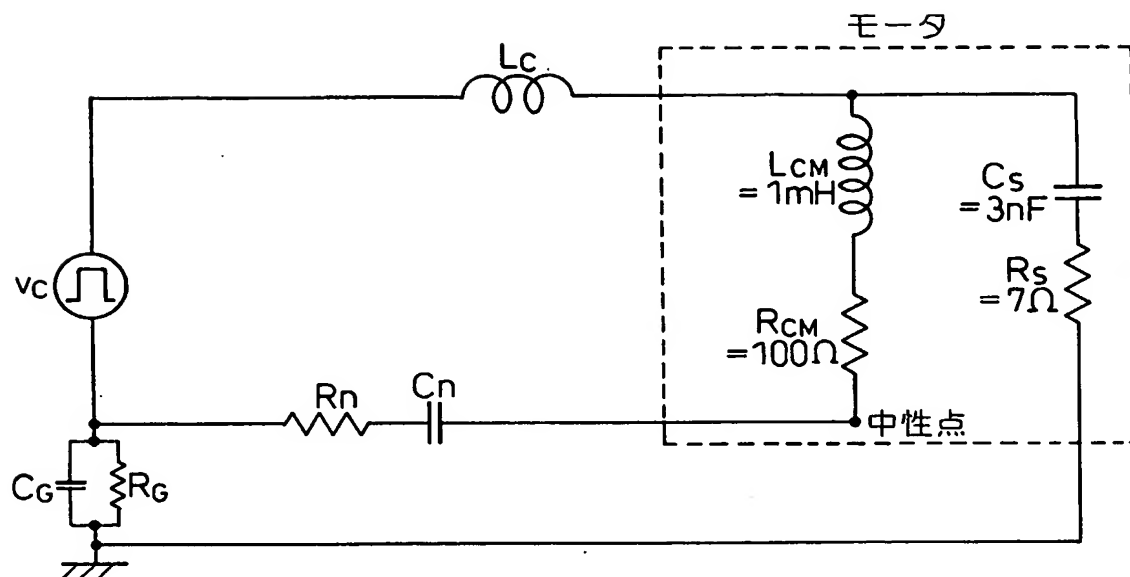 モータ
Lc
LCM
=1mH
Cs
=3nF
vc
Rs
=7Ω
RCM
=100Ω
Rn
Cn
中性点
CG
RG